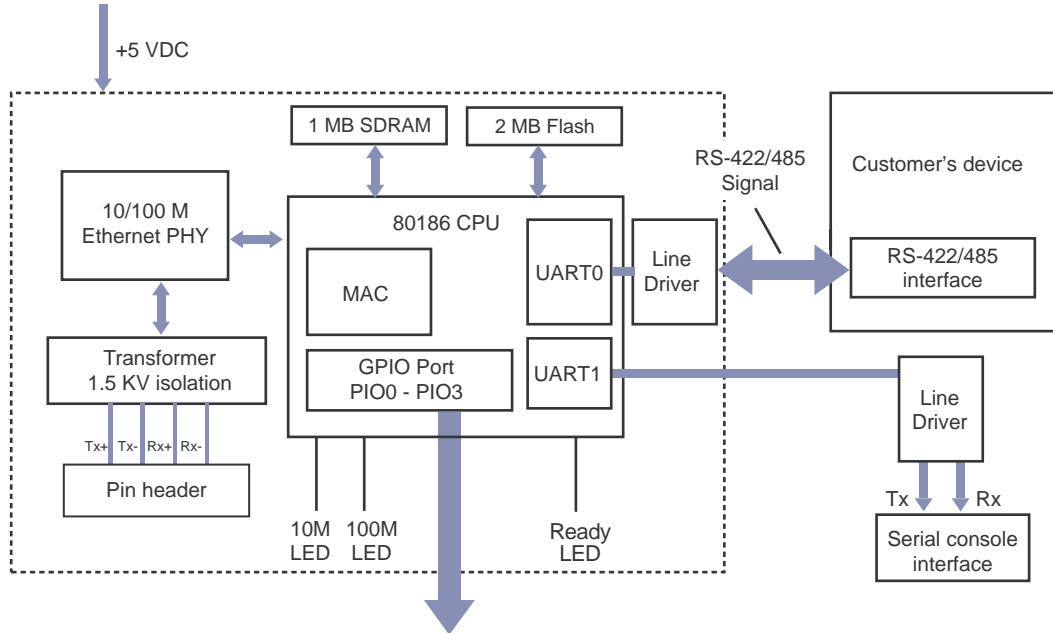 +5 VDC
1 MB SDRAM
2 MB Flash
RS-422/485
Signal
Customer’s device
10/100 M
Ethernet PHY
80186 CPU
MAC
UART0
Line
Driver
RS-422/485
interface
Transformer
1.5 KV isolation
GPIO Port
PIO0 - PIO3
UART1
Line
Driver
Tx+ Tx- Rx+ Rx-
Pin header
10M
LED
100M
LED
Ready
LED
Tx Rx
Serial console
interface